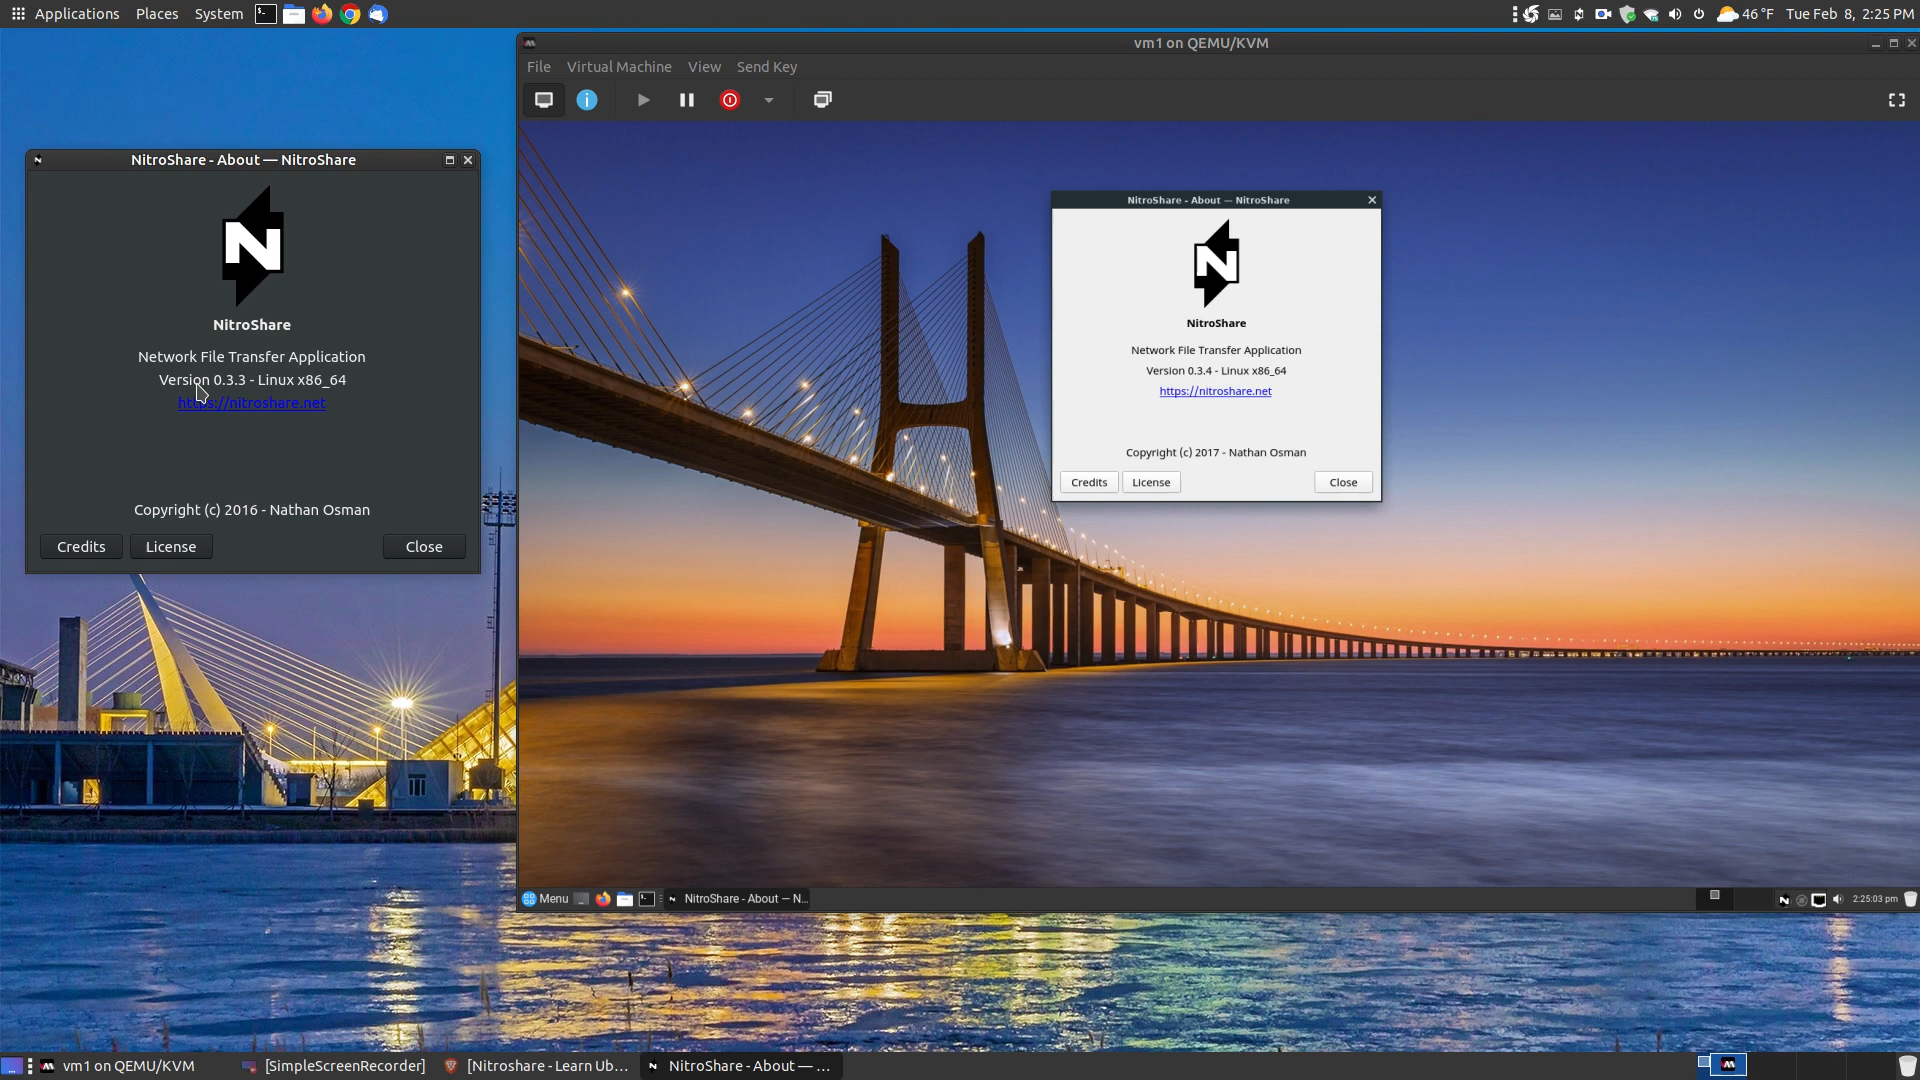 Applications Places System
46 °F Tue Feb 8, 2:25 PM
vm1 on QEMU/KVM
File Virtual Machine View Send Key
NitroShare - About — NitroShare
N
NitroShare
Network File Transfer Application
Version 0.3.3 - Linux x86_64
https://nitroshare.net
Copyright (c) 2016 - Nathan Osman
Credits License Close
NitroShare - About — NitroShare
N
NitroShare
Network File Transfer Application
Version 0.3.4 - Linux x86_64
https://nitroshare.net
Copyright (c) 2017 - Nathan Osman
Credits License Close
Menu NitroShare - About — N... 2:25:03 pm
vm1 on QEMU/KVM [SimpleScreenRecorder] [Nitroshare - Learn Ub... NitroShare - About — ...